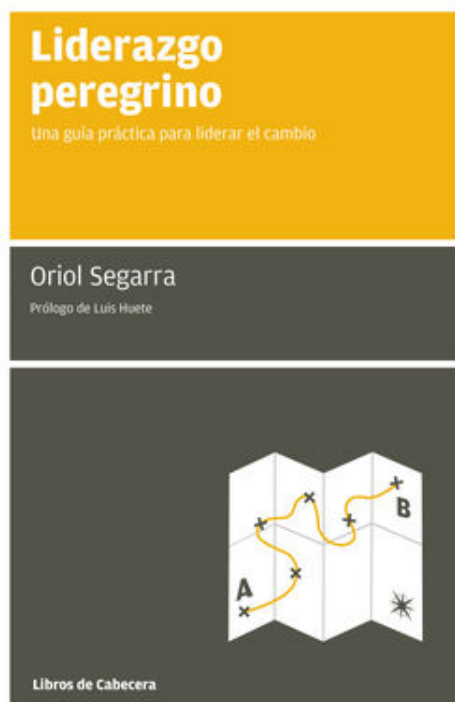 Liderazgo
peregrino
Una guía práctica para liderar el cambio
Oriol Segarra
Prólogo de Luis Huete
B
A
Libros de Cabecera